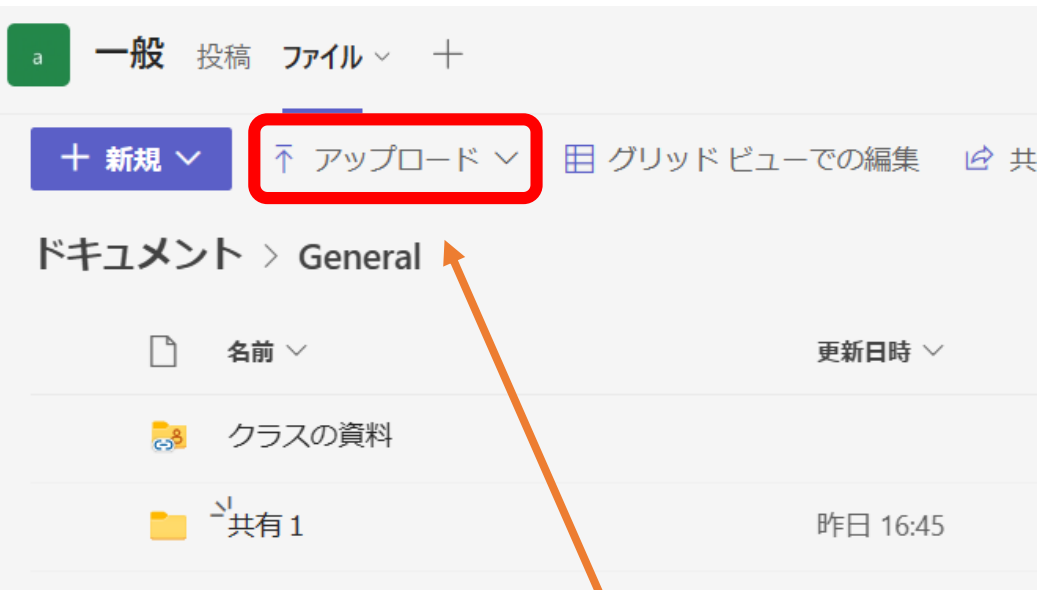 a 一般 投稿 ファイル
新規 アップロード グリッド ビューでの編集 共
ドキュメント > General
名前 更新日時
クラスの資料
共有 1 昨日 16:45